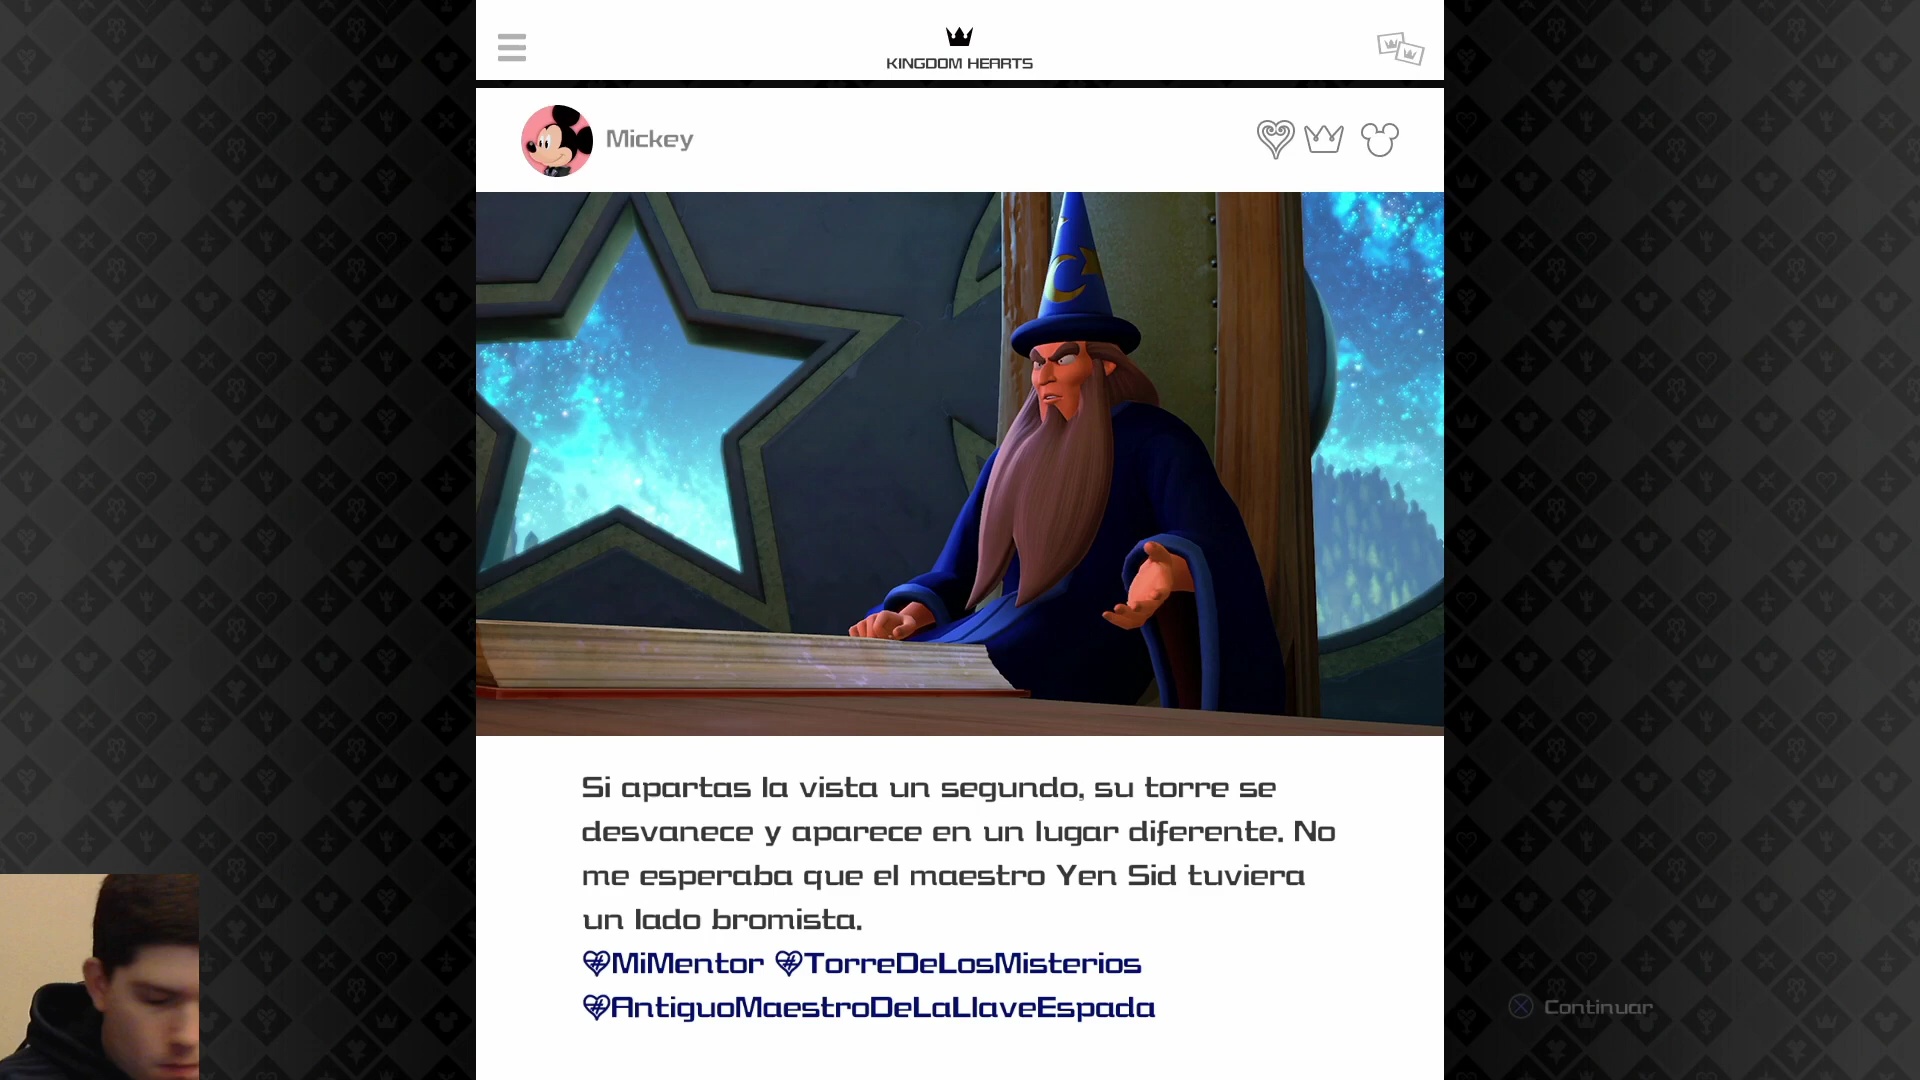 KINGDOM HEARTS
Mickey
Si apartas la vista un segundo, su torre se
desvanece y aparece en un lugar diferente. No
me esperaba que el maestro Yen Sid tuviera
un lado bromista.
#MiMentor #TorreDeLosMisterios
#AntiguoMaestroDeLaLlaveEspada
Continuar